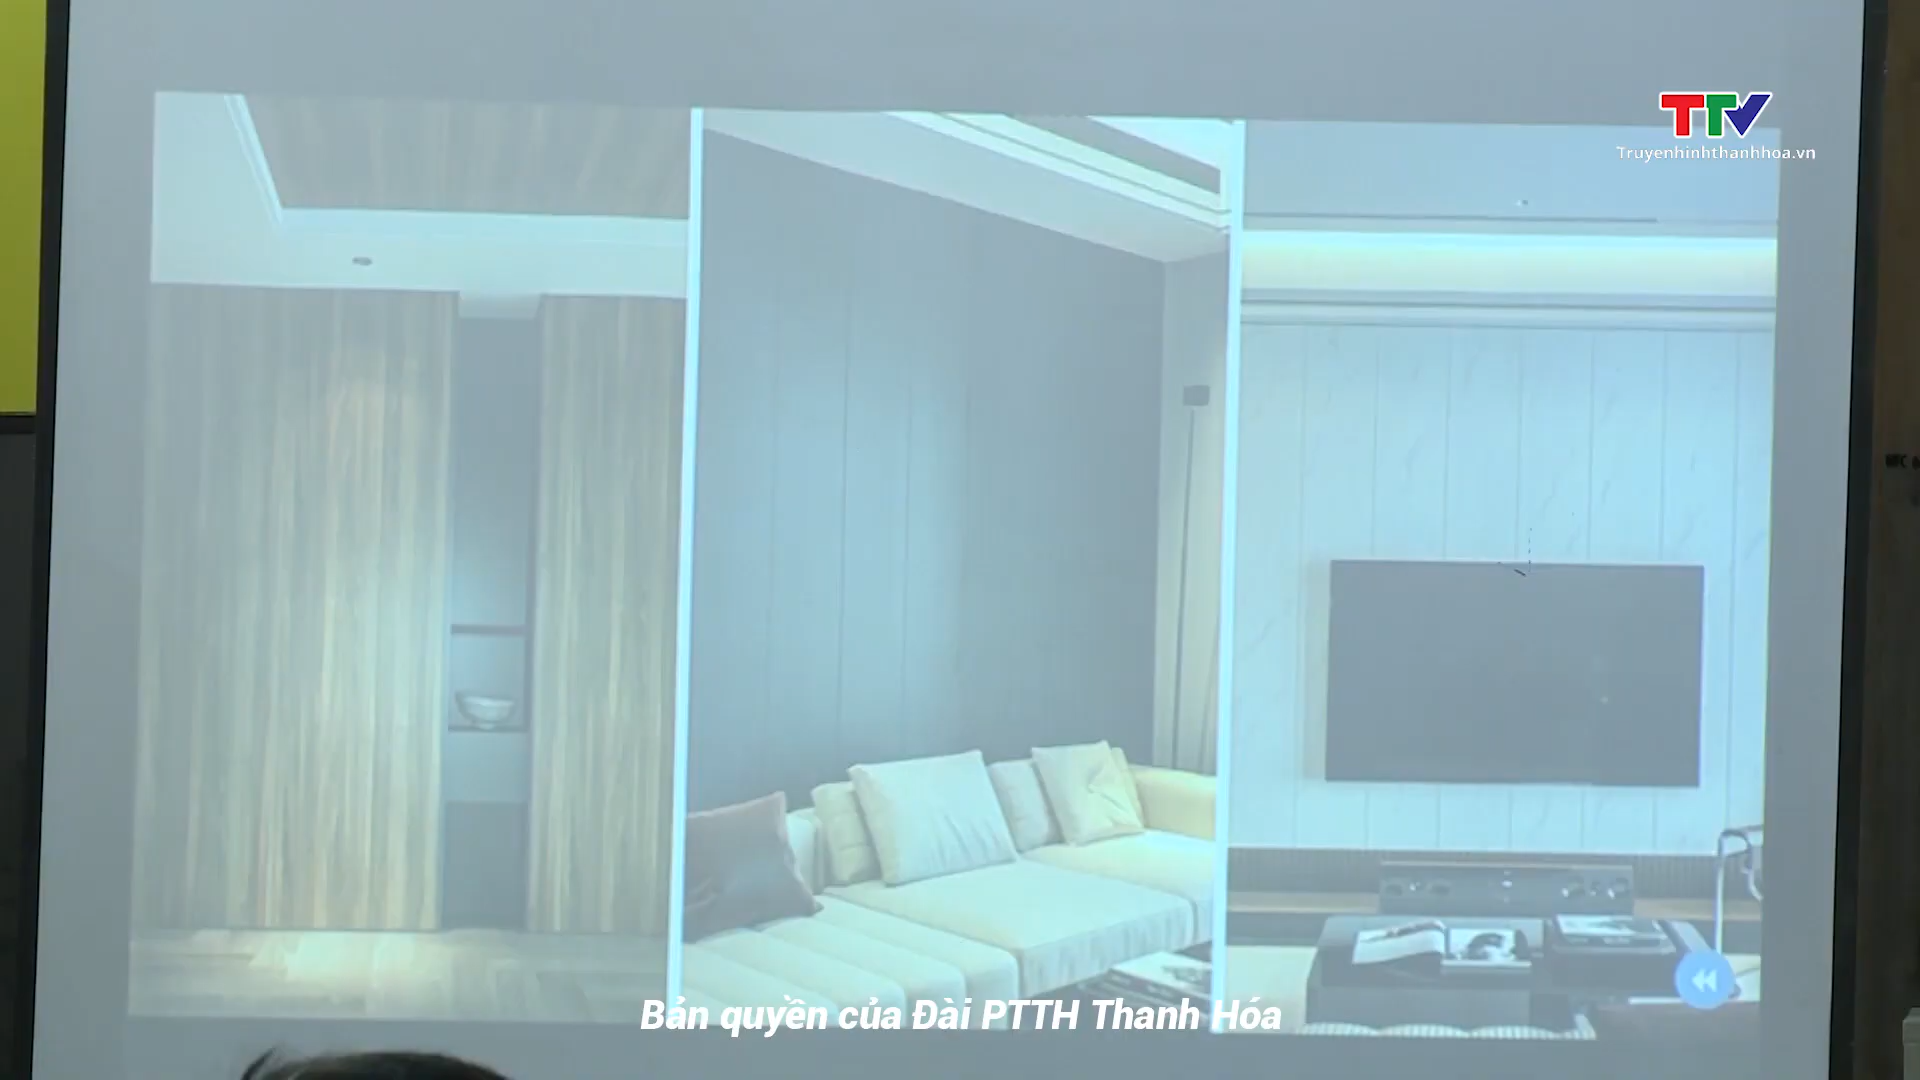 TTV
Truyenhinhthanhhoa.vn
Bản quyền của Đài PTTH Thanh Hóa